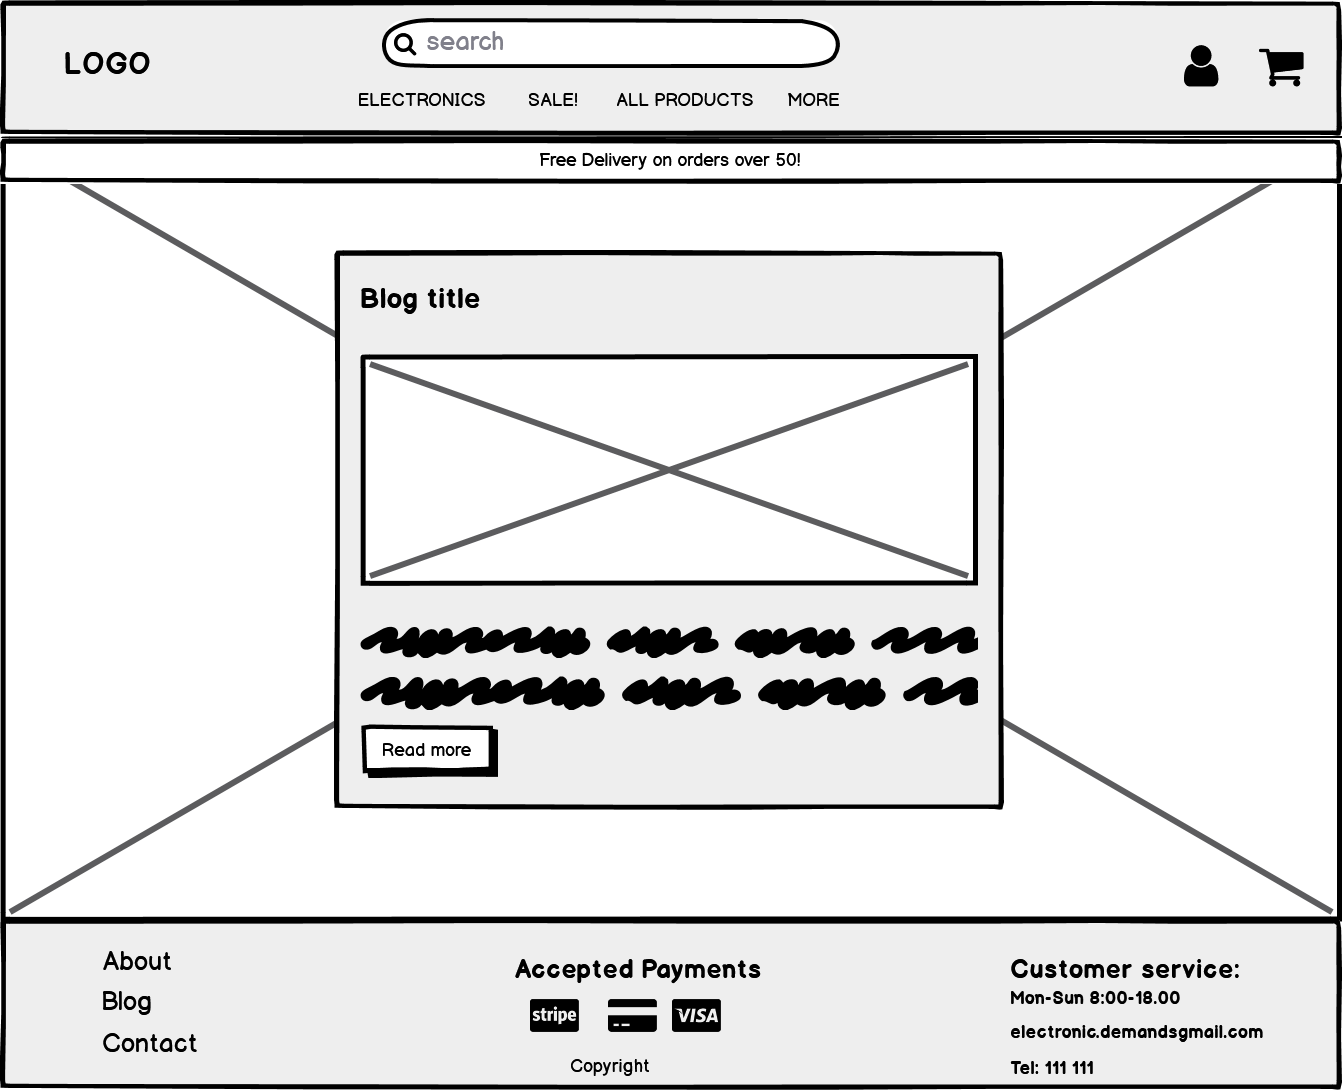 LOGO
search
ELECTRONICS SALE! ALL PRODUCTS MORE
Free Delivery on orders over 50!
Blog title
Read more
About
Blog
Contact
Accepted Payments
stripe VISA
Copyright
Customer service:
Mon-Sun 8:00-18.00
electronic.demandsgmail.com
Tel: 111 111